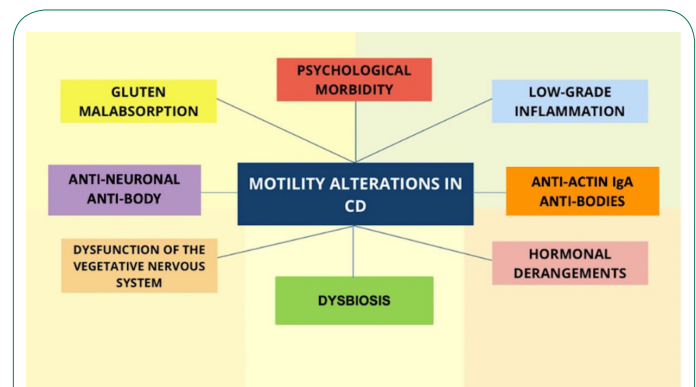 PSYCHOLOGICAL
MORBIDITY
GLUTEN
MALABSORPTION
LOW-GRADE
INFLAMMATION
ANTI-NEURONAL
ANTI-BODY
MOTILITY ALTERATIONS IN
CD
ANTI-ACTIN IgA
ANTI-BODIES
DYSFUNCTION OF THE
VEGETATIVE NERVOUS
SYSTEM
HORMONAL
DERANGEMENTS
DYSBIOSIS